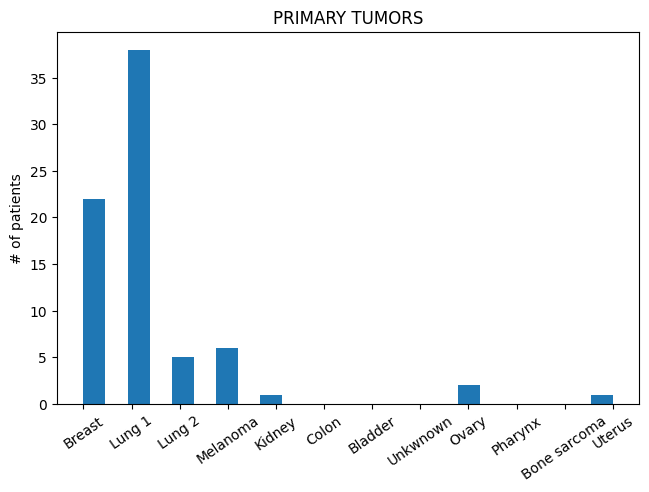 PRIMARY TUMORS
# of patients
35
30
25
20
15
10
5
0
Breast
Lung 1
Lung 2
Melanoma
Kidney
Colon
Bladder
Unkwnown
Ovary
Pharynx
Bone sarcoma
Uterus